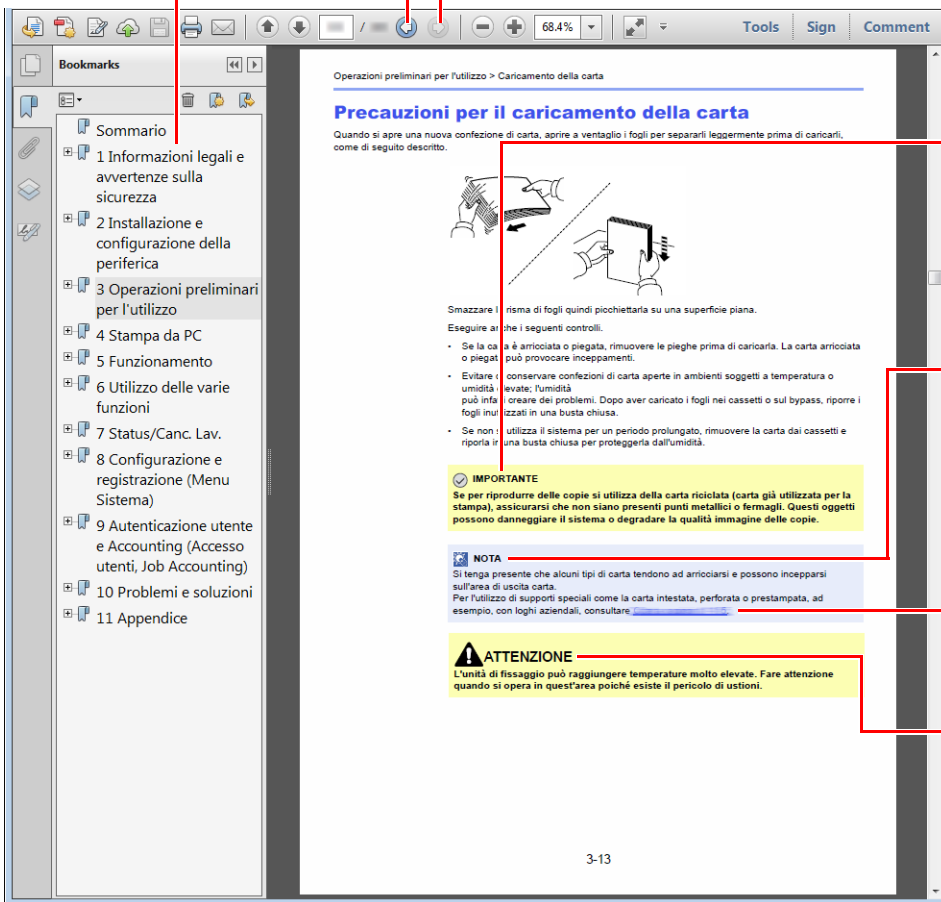 /
68.4%
Tools
Sign
Comment
Bookmarks
Sommario
1 Informazioni legali e
avvertenze sulla
sicurezza
2 Installazione e
configurazione della
periferica
3 Operazioni preliminari
per l'utilizzo
4 Stampa da PC
5 Funzionamento
6 Utilizzo delle varie
funzioni
7 Status/Canc. Lav.
8 Configurazione e
registrazione (Menu
Sistema)
9 Autenticazione utente
e Accounting (Accesso
utenti, Job Accounting)
10 Problemi e soluzioni
11 Appendice
Operazioni preliminari per l'utilizzo > Caricamento della carta
Precauzioni per il caricamento della carta
Quando si apre una nuova confezione di carta, aprire a ventaglio i fogli per separarli leggermente prima di caricarli,
come di seguito descritto.
Smazzare risma di fogli quindi picchiettarla su una superficie piana.
Eseguire anche i seguenti controlli.
• Se la carta è arricciata o piegata, rimuovere le pieghe prima di caricarla. La carta arricciata
o piegata può provocare inceppamenti.
• Evitare di conservare confezioni di carta aperte in ambienti soggetti a temperatura o
umidità elevate; l'umidità
può infatti creare dei problemi. Dopo aver caricato i fogli nei cassetti o sul bypass, riporre i
fogli inutilizzati in una busta chiusa.
• Se non si utilizza il sistema per un periodo prolungato, rimuovere la carta dai cassetti e
riporla in una busta chiusa per proteggerla dall'umidità.
IMPORTANTE
Se per riprodurre delle copie si utilizza della carta riciclata (carta già utilizzata per la
stampa), assicurarsi che non siano presenti punti metallici o fermagli. Questi oggetti
possono danneggiare il sistema o degradare la qualità immagine delle copie.
NOTA
Si tenga presente che alcuni tipi di carta tendono ad arricciarsi e possono incepparsi
sull'area di uscita carta.
Per l'utilizzo di supporti speciali come la carta intestata, perforata o prestampata, ad
esempio, con loghi aziendali, consultare
ATTENZIONE
L'unità di fissaggio può raggiungere temperature molto elevate. Fare attenzione
quando si opera in quest'area poiché esiste il pericolo di ustioni.
3-13